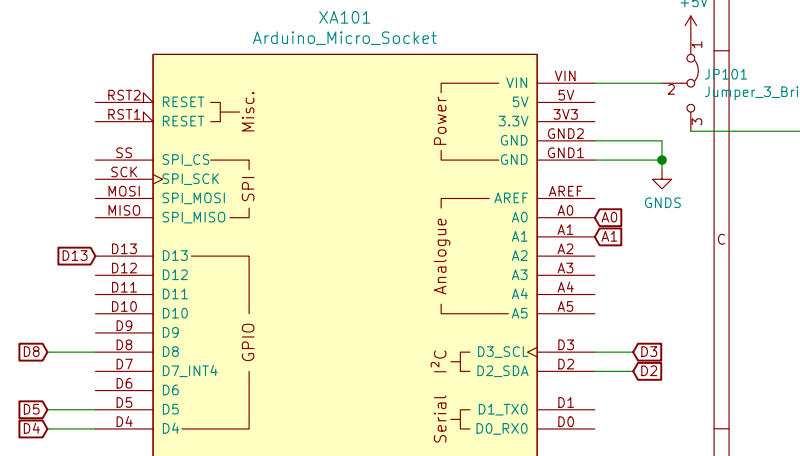 XA101
Arduino_Micro_Socket
+5V
1
JP101
Jumper_3_Bri
2
3
RST2 RESET
RST1 RESET
Misc.
SS SPI_CS
SCK SPI_SCK
MOSI SPI_MOSI
MISO SPI_MISO
SPI
D13 D13 D13
D12 D12
D11 D11
D10 D10
D9 D9
D8 D8 D8
D7 D7_INT4
D6 D6
D5 D5 D5
D4 D4 D4
GPIO
Power
VIN VIN
5V 5V
3.3V 3V3
GND GND2
GND GND1
GNDS
Analogue
AREF AREF
A0 A0 A0
A1 A1 A1
A2 A2
A3 A3
A4 A4
A5 A5
I²C
D3_SCL D3 D3
D2_SDA D2 D2
Serial
D1_TX0 D1
D0_RX0 D0
C